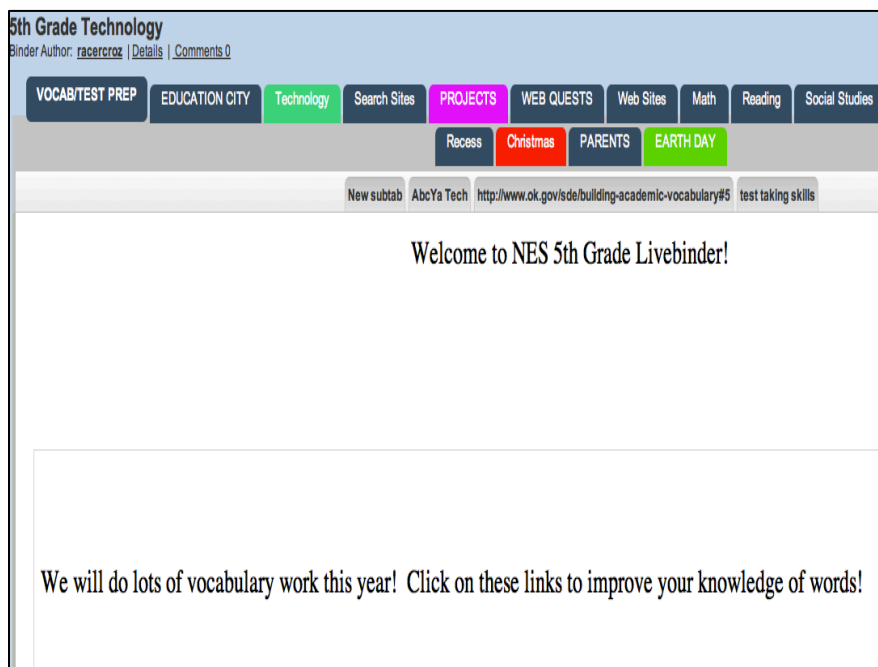 5th Grade Technology
Binder Author: racercroz | Details | Comments 0
VOCAB/TEST PREP EDUCATION CITY Technology Search Sites PROJECTS WEB QUESTS Web Sites Math Reading Social Studies
Recess Christmas PARENTS EARTH DAY
New subtab AbcYa Tech http://www.ok.gov/sde/building-academic-vocabulary#5 test taking skills
Welcome to NES 5th Grade Livebinder!
We will do lots of vocabulary work this year! Click on these links to improve your knowledge of words!